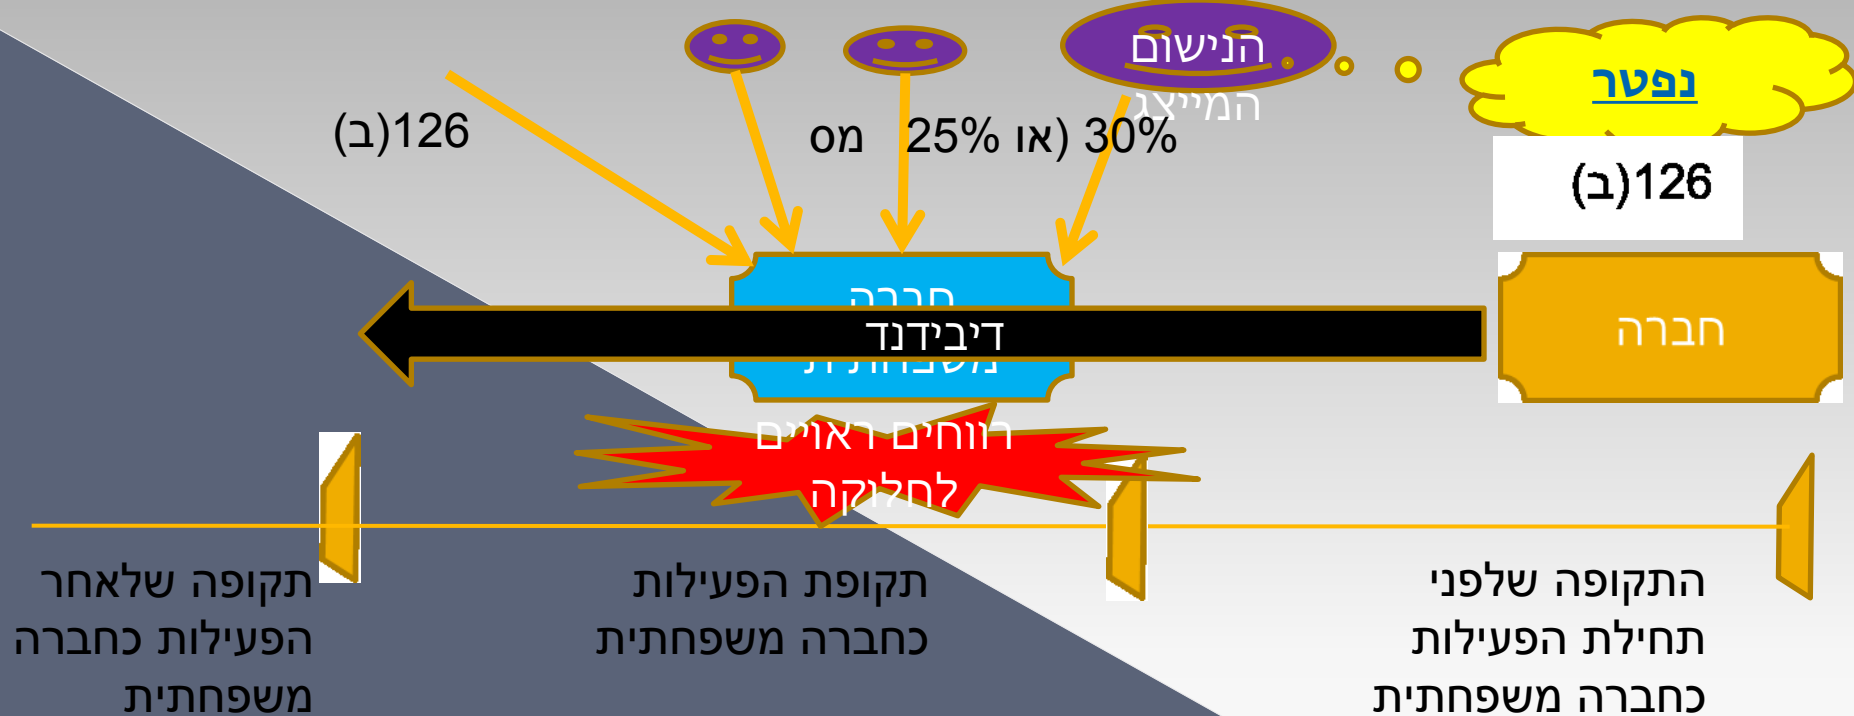 הנישום
המייצג
נפטר
126(ב)
30% (או 25% מס
126(ב)
חברה
חברה
משפחתית
דיבידנד
רווחים ראויים
לחלוקה
התקופה שלפני
תחילת הפעילות
כחברה משפחתית
תקופת הפעילות
כחברה משפחתית
תקופה שלאחר
הפעילות כחברה
משפחתית